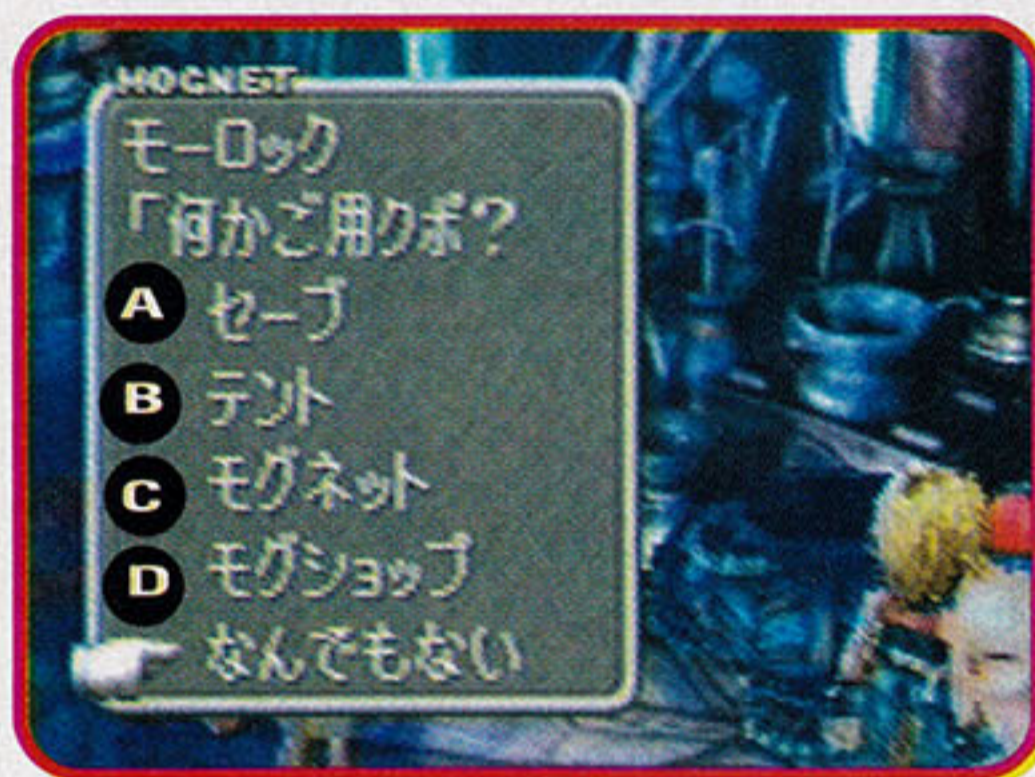 MOGNET
モーロック
「何かご用クポ?
A セーブ
B テント
C モグネット
D モグショップ
なんでもない